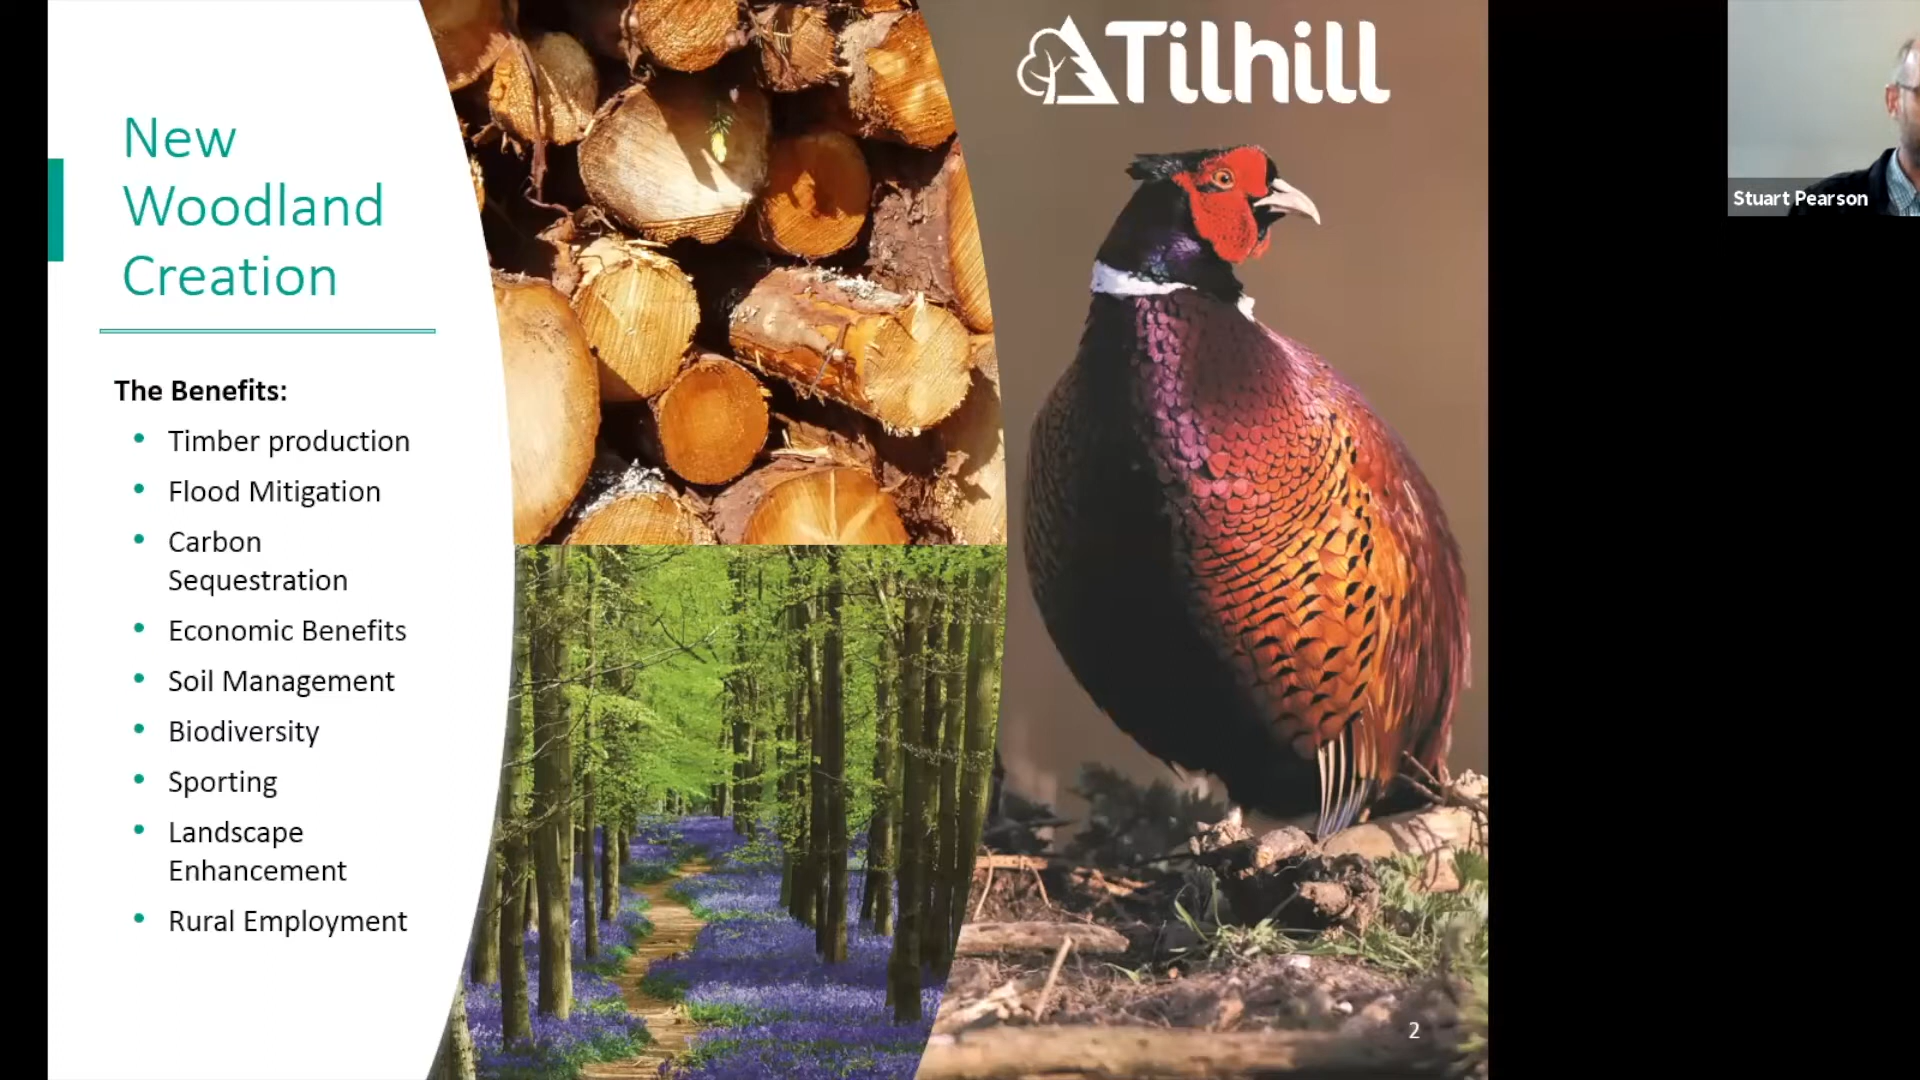 New
Woodland
Creation
The Benefits:
• Timber production
• Flood Mitigation
• Carbon
Sequestration
• Economic Benefits
• Soil Management
• Biodiversity
• Sporting
• Landscape
Enhancement
• Rural Employment
Tilhill
2
Stuart Pearson